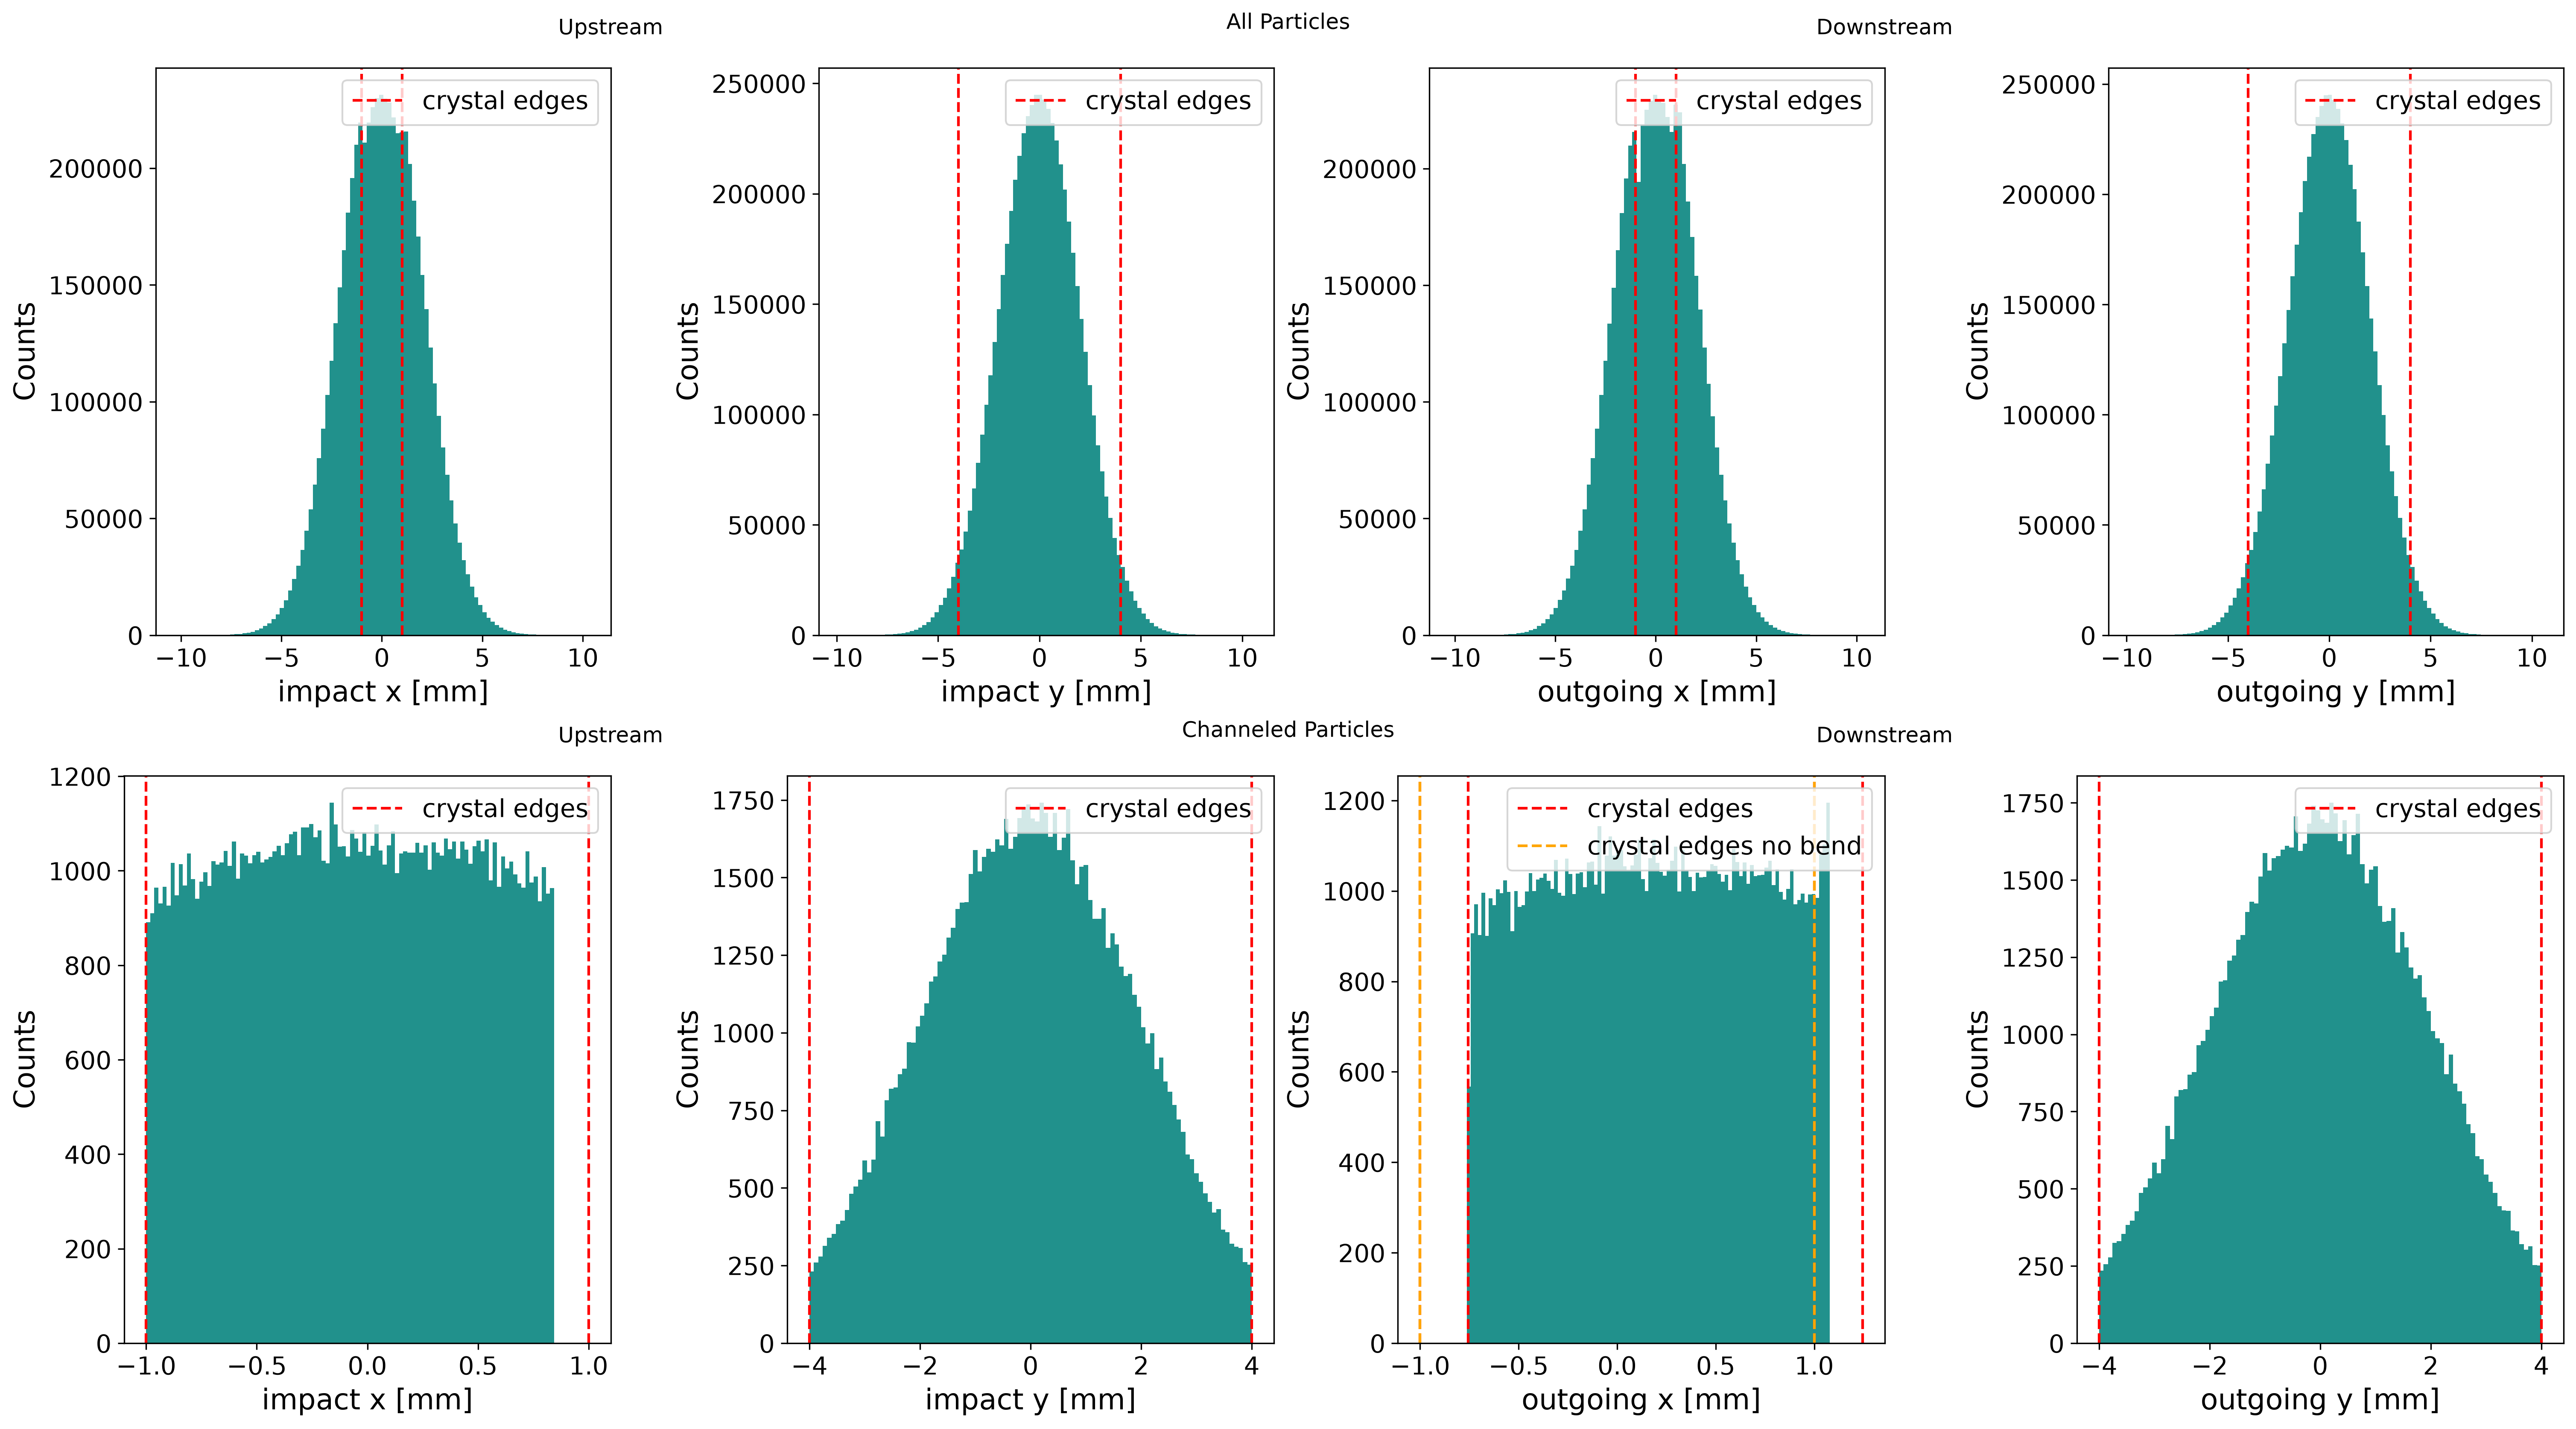 Upstream
All Particles
Downstream
crystal edges
crystal edges
crystal edges
crystal edges
Counts
0
50000
100000
150000
200000
−10
−5
0
5
10
impact x [mm]
Counts
0
50000
100000
150000
200000
250000
−10
−5
0
5
10
impact y [mm]
Counts
0
50000
100000
150000
200000
−10
−5
0
5
10
outgoing x [mm]
Counts
0
50000
100000
150000
200000
250000
−10
−5
0
5
10
outgoing y [mm]
Upstream
Channeled Particles
Downstream
crystal edges
Counts
0
200
400
600
800
1000
1200
−1.0
−0.5
0.0
0.5
1.0
impact x [mm]
crystal edges
Counts
0
250
500
750
1000
1250
1500
1750
−4
−2
0
2
4
impact y [mm]
crystal edges
crystal edges no bend
Counts
0
200
400
600
800
1000
1200
−1.0
−0.5
0.0
0.5
1.0
outgoing x [mm]
crystal edges
Counts
0
250
500
750
1000
1250
1500
1750
−4
−2
0
2
4
outgoing y [mm]